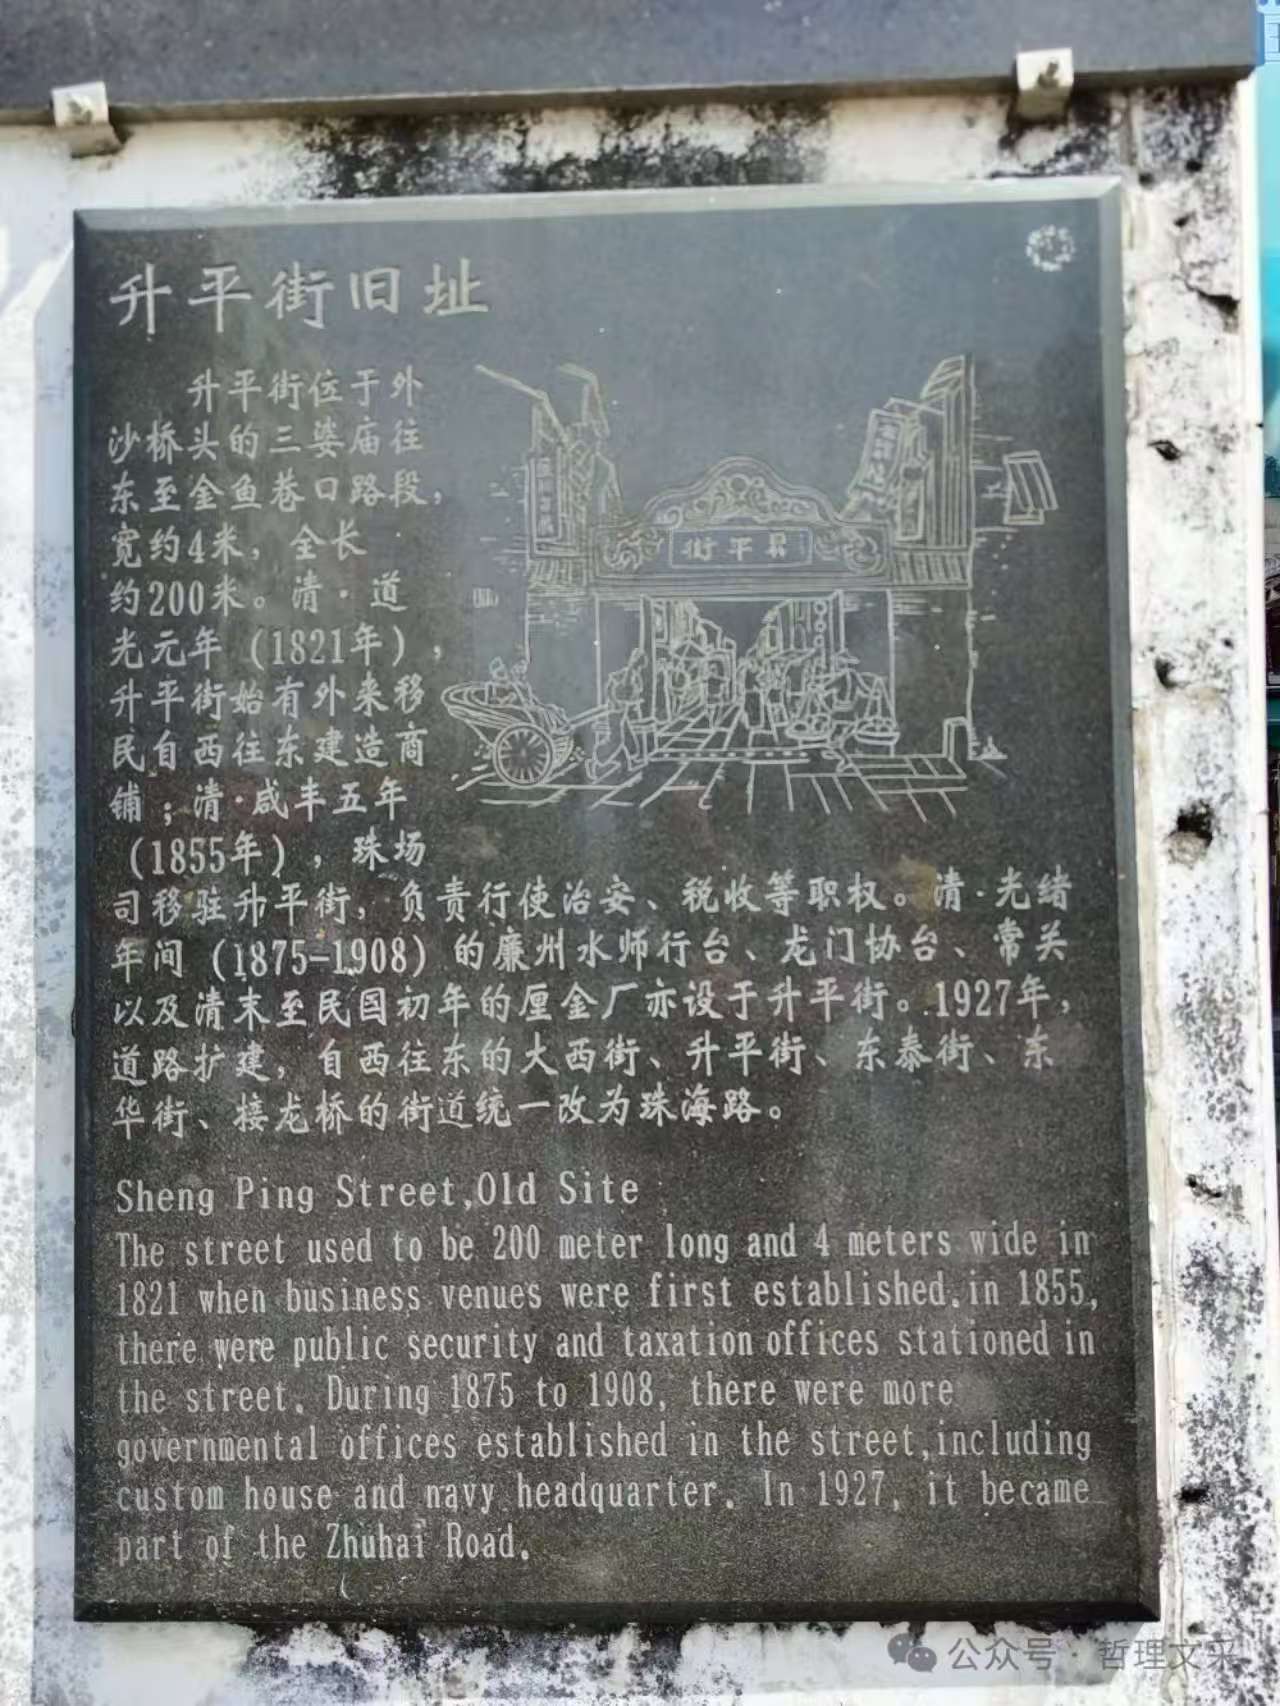 升平街旧址
升平街位于外
沙桥头的三婆庙往
东至金鱼巷口路段，
宽约4米，全长
约200米。清·道
光元年（1821年），
升平街始有外来移
民自西往东建造商
铺；清·咸丰五年
（1855年），珠场
司移驻升平街，负责行使治安、税收等职权。清·光绪
年间（1875-1908）的廉州水师行台、龙门协台、常关
以及清末至民国初年的厘金厂亦设于升平街。1927年，
道路扩建，自西往东的大西街、升平街、东泰街、东
华街、接龙桥的街道统一改为珠海路。
街平昇
Sheng Ping Street,Old Site
The street used to be 200 meter long and 4 meters wide in
1821 when business venues were first established.in 1855,
there were public security and taxation offices stationed in
the street. During 1875 to 1908, there were more
governmental offices established in the street,including
custom house and navy headquarter. In 1927, it became
part of the Zhuhai Road.
公众号·哲理文采